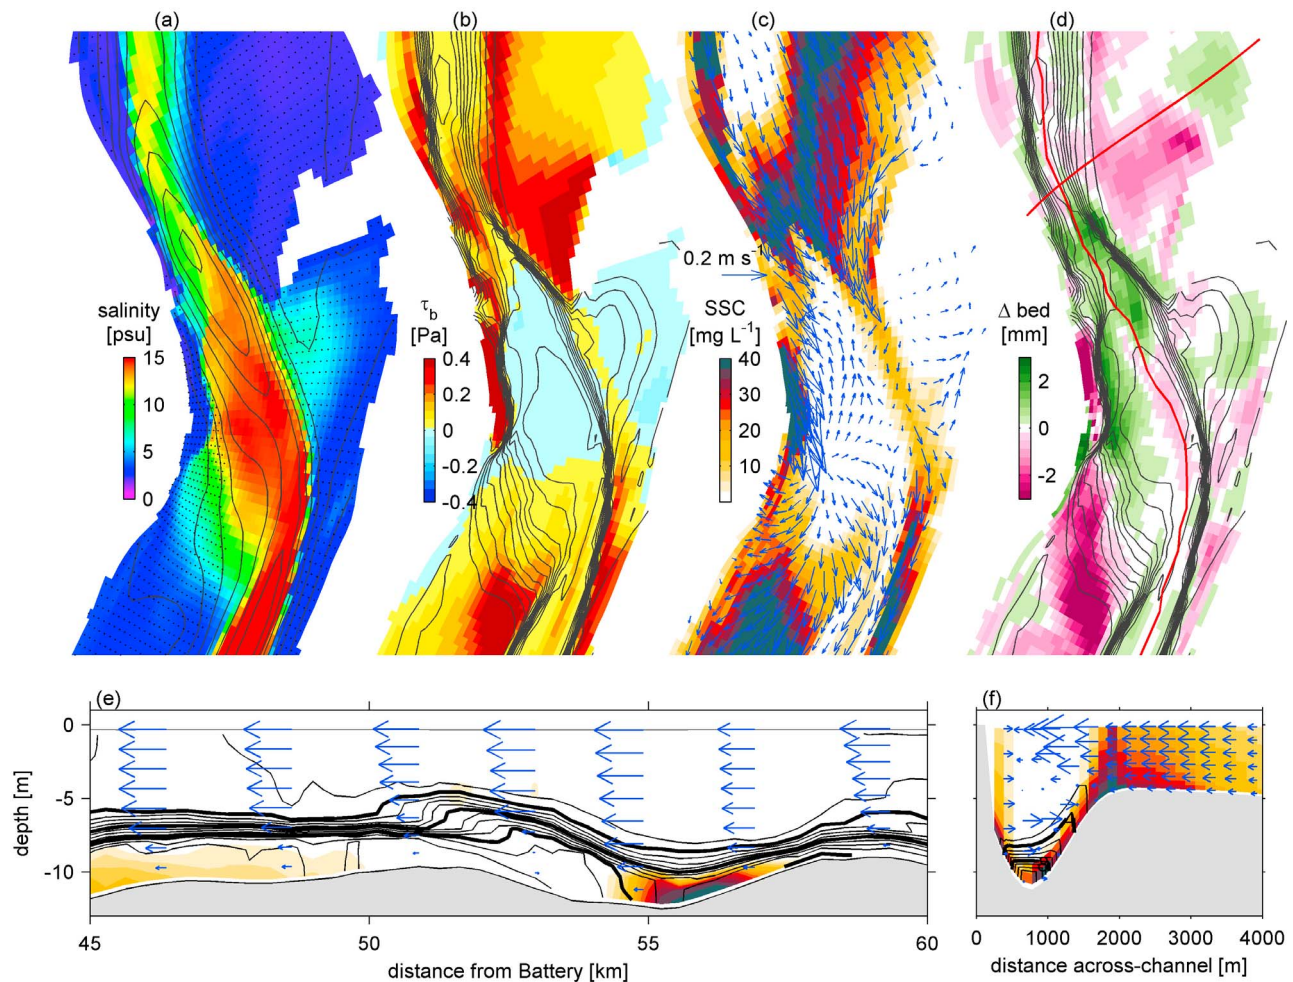 (a)
(b)
(c)
(d)
salinity
[psu]
15
10
5
0
τb
[Pa]
0.4
0.2
0
-0.2
-0.4
0.2 m s-1
SSC
[mg L-1]
40
30
20
10
Δ bed
[mm]
2
0
-2
(e)
0
-5
-10
depth [m]
45
50
55
60
distance from Battery [km]
(f)
0
1000
2000
3000
4000
distance across-channel [m]